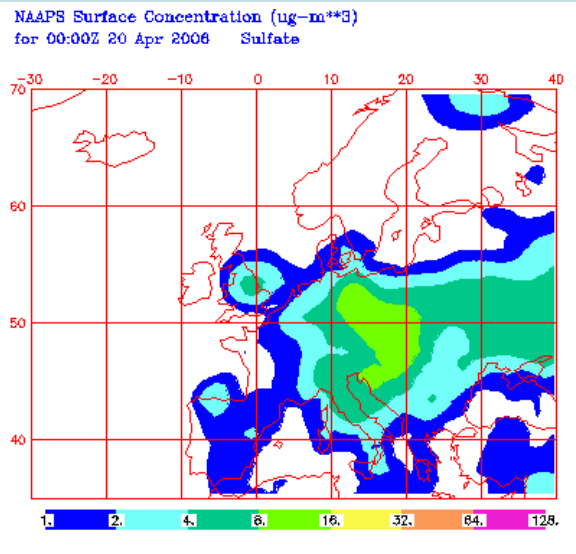 NAAPS Surface Concentration (ug-m**3)
for 00:00Z 20 Apr 2006 Sulfate
-30 -20 -10 0 10 20 30 40
70
60
50
40
1. 2. 4. 8. 16. 32. 64. 128.